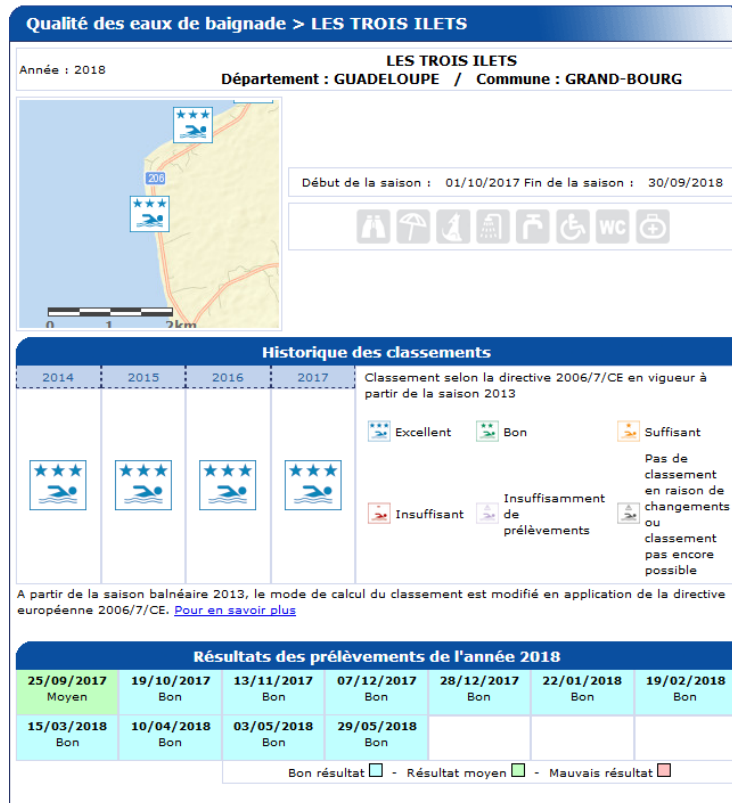 Qualité des eaux de baignade > LES TROIS ILETS
Année : 2018
LES TROIS ILETS
Département : GUADELOUPE / Commune : GRAND-BOURG
206
0 1 2km
Début de la saison : 01/10/2017 Fin de la saison : 30/09/2018
WC
Historique des classements
2014 2015 2016 2017
Classement selon la directive 2006/7/CE en vigueur à
partir de la saison 2013
Excellent Bon Suffisant
Insuffisant
Insuffisamment
de
prélèvements
Pas de
classement
en raison de
changements
ou
classement
pas encore
possible
A partir de la saison balnéaire 2013, le mode de calcul du classement est modifié en application de la directive
européenne 2006/7/CE. Pour en savoir plus
Résultats des prélèvements de l'année 2018
25/09/2017 19/10/2017 13/11/2017 07/12/2017 28/12/2017 22/01/2018 19/02/2018
Moyen Bon Bon Bon Bon Bon Bon
15/03/2018 10/04/2018 03/05/2018 29/05/2018
Bon Bon Bon Bon
Bon résultat - Résultat moyen - Mauvais résultat